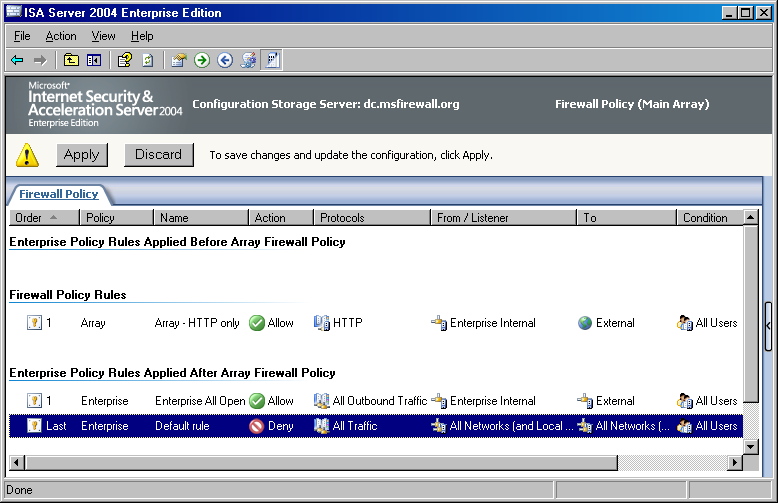 ISA Server 2004 Enterprise Edition
File Action View Help
Microsoft®
Internet Security &
Acceleration Server 2004
Enterprise Edition
Configuration Storage Server: dc.msfirewall.org
Firewall Policy (Main Array)
Apply Discard To save changes and update the configuration, click Apply.
Firewall Policy
Order Policy Name Action Protocols From / Listener To Condition
Enterprise Policy Rules Applied Before Array Firewall Policy
Firewall Policy Rules
1 Array Array - HTTP only Allow HTTP Enterprise Internal External All Users
Enterprise Policy Rules Applied After Array Firewall Policy
1 Enterprise Enterprise All Open Allow All Outbound Traffic Enterprise Internal External All Users
Last Enterprise Default rule Deny All Traffic All Networks (and Local ... All Networks (... All Users
Done